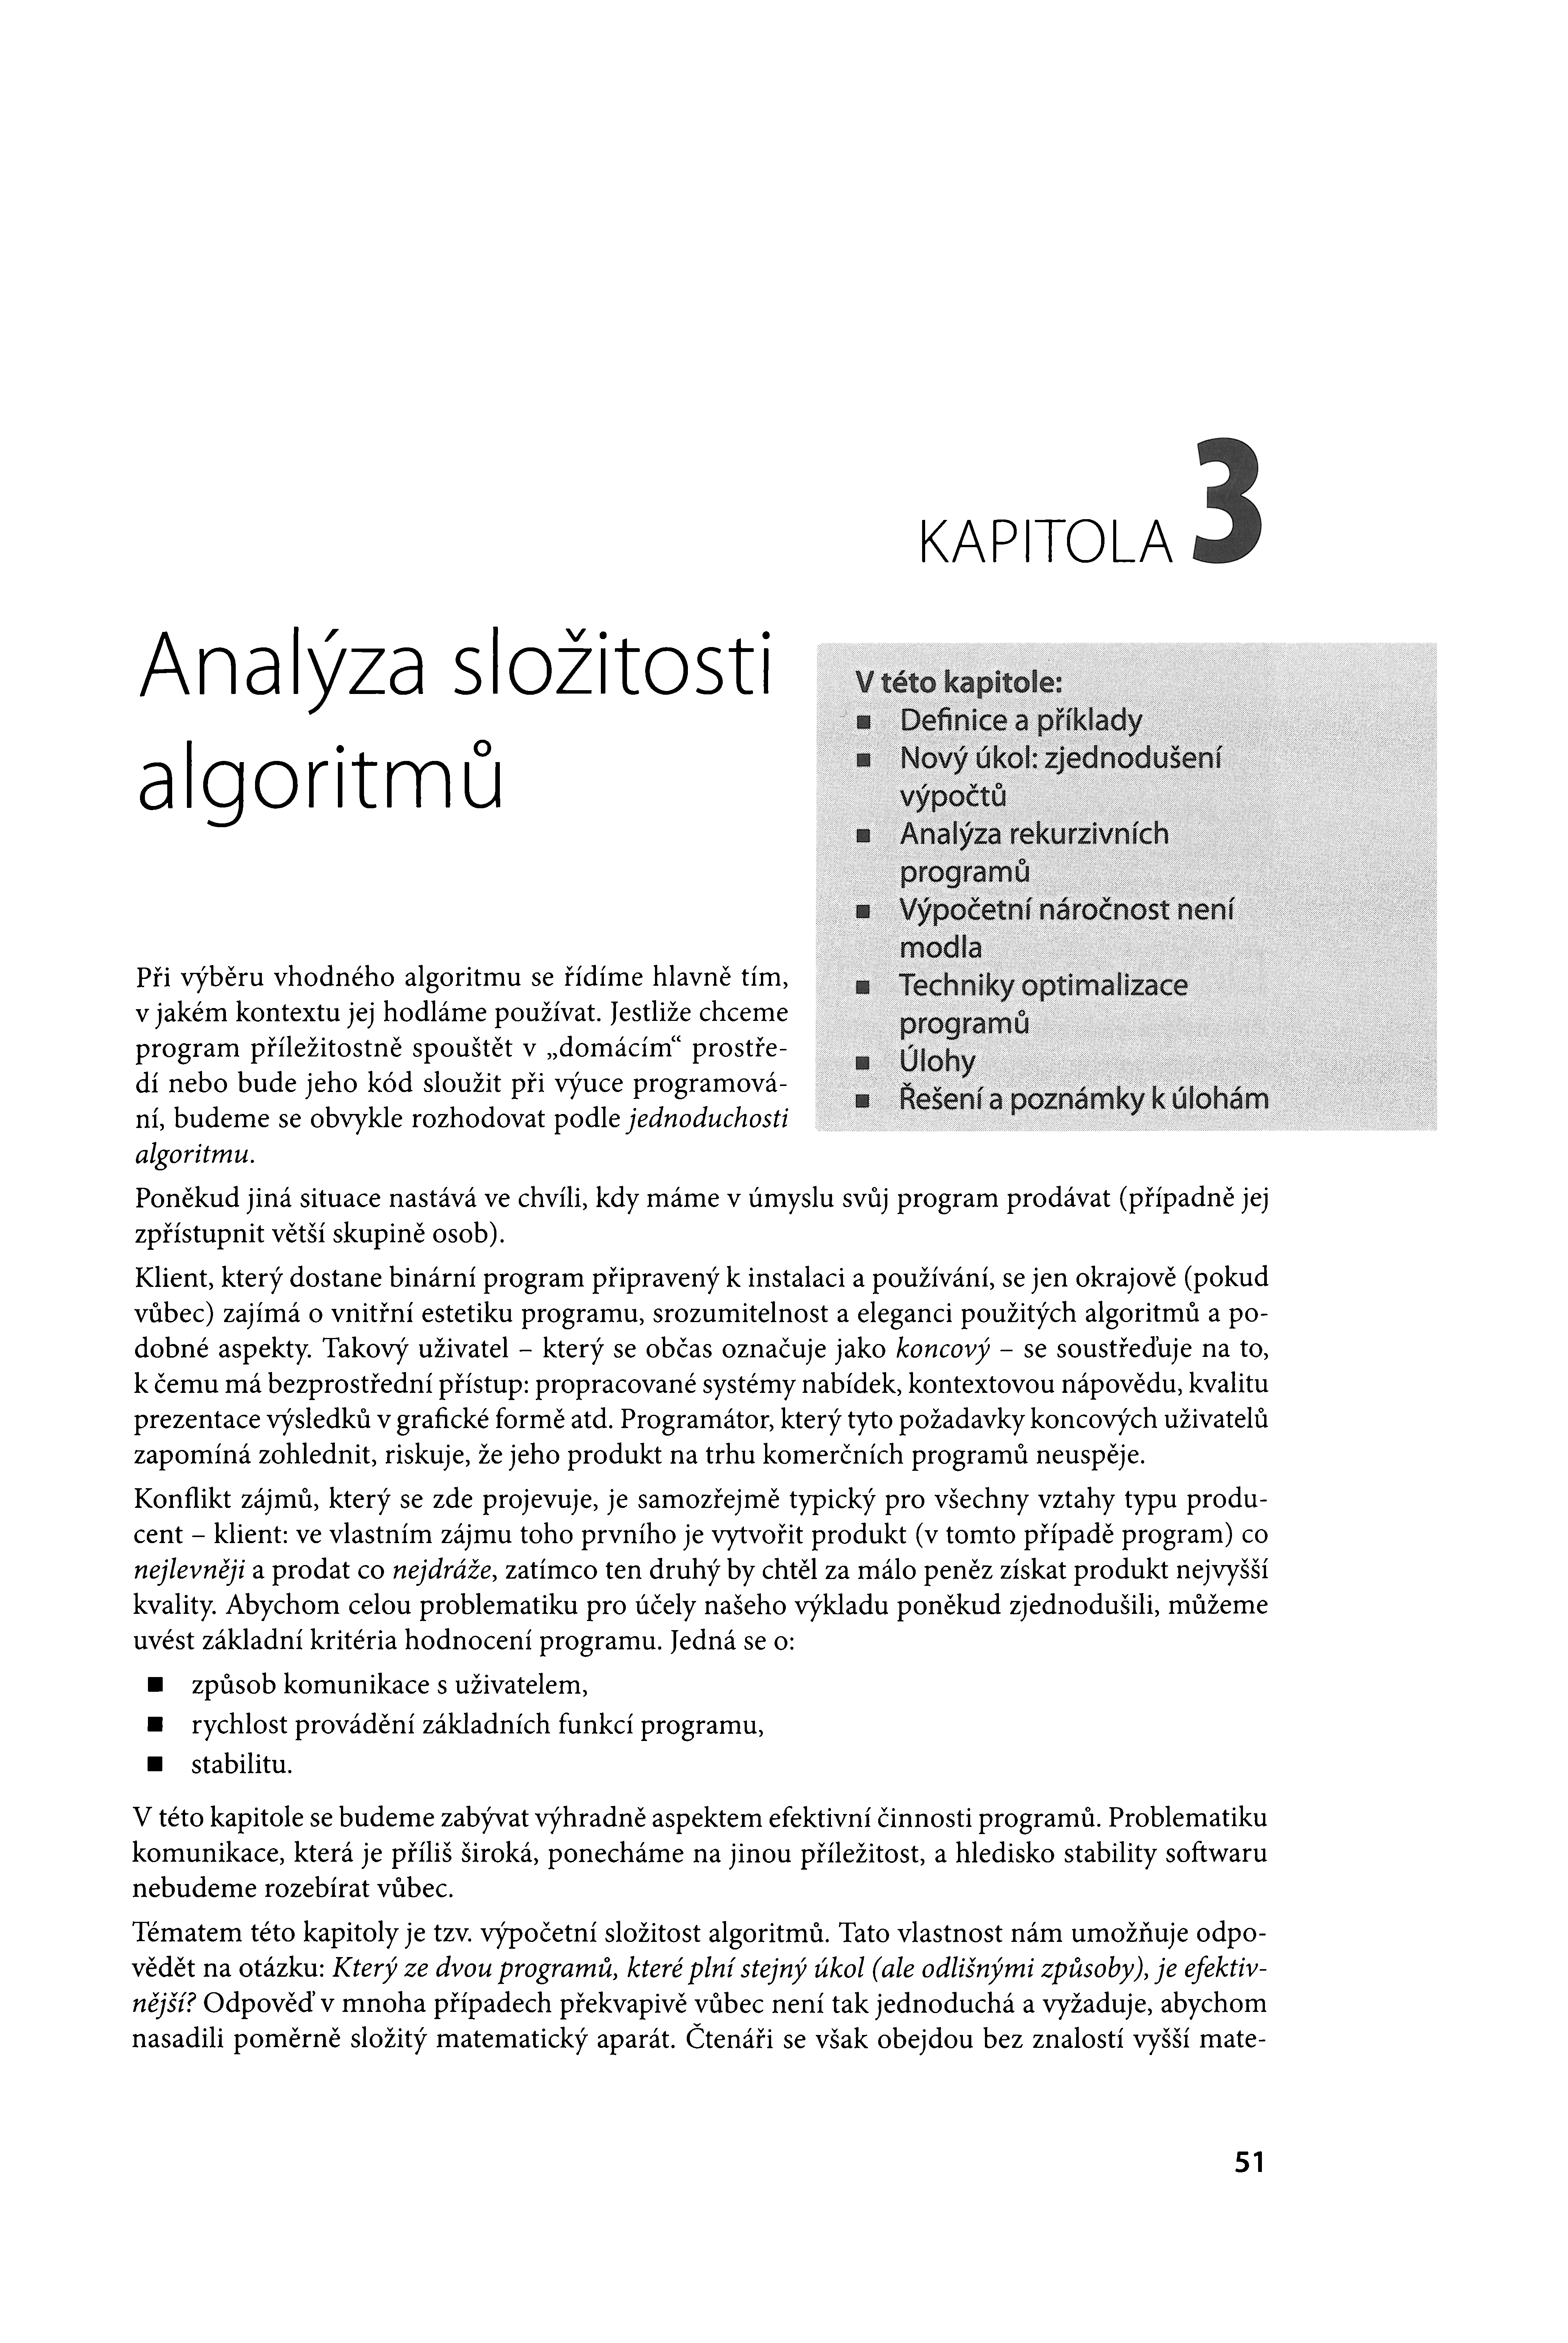 KAPITOLA 3
Analýza složitosti
algoritmů
V této kapitole:
■ Definice a příklady
■ Nový úkol: zjednodušení
výpočtů
■ Analýza rekurzivních
programů
■ Výpočetní náročnost není
modla
■ Techniky optimalizace
programů
■ Úlohy
■ Řešení a poznámky k úlohám
Při výběru vhodného algoritmu se řídíme hlavně tím,
v jakém kontextu jej hodláme používat. Jestliže chceme
program příležitostně spouštět v „domácím“ prostře-
dí nebo bude jeho kód sloužit při výuce programová-
ní, budeme se obvykle rozhodovat podle jednoduchosti
algoritmu.
Poněkud jiná situace nastává ve chvíli, kdy máme v úmyslu svůj program prodávat (případně jej
zpřístupnit větší skupině osob).
Klient, který dostane binární program připravený k instalaci a používání, se jen okrajově (pokud
vůbec) zajímá o vnitřní estetiku programu, srozumitelnost a eleganci použitých algoritmů a po-
dobné aspekty. Takový uživatel – který se občas označuje jako koncový – se soustřeďuje na to,
k čemu má bezprostřední přístup: propracované systémy nabídek, kontextovou nápovědu, kvalitu
prezentace výsledků v grafické formě atd. Programátor, který tyto požadavky koncových uživatelů
zapomíná zohlednit, riskuje, že jeho produkt na trhu komerčních programů neuspěje.
Konflikt zájmů, který se zde projevuje, je samozřejmě typický pro všechny vztahy typu produ-
cent – klient: ve vlastním zájmu toho prvního je vytvořit produkt (v tomto případě program) co
nejlevněji a prodat co nejdráže, zatímco ten druhý by chtěl za málo peněz získat produkt nejvyšší
kvality. Abychom celou problematiku pro účely našeho výkladu poněkud zjednodušili, můžeme
uvést základní kritéria hodnocení programu. Jedná se o:
■ způsob komunikace s uživatelem,
■ rychlost provádění základních funkcí programu,
■ stabilitu.
V této kapitole se budeme zabývat výhradně aspektem efektivní činnosti programů. Problematiku
komunikace, která je příliš široká, ponecháme na jinou příležitost, a hledisko stability softwaru
nebudeme rozebírat vůbec.
Tématem této kapitoly je tzv. výpočetní složitost algoritmů. Tato vlastnost nám umožňuje odpo-
vědět na otázku: Který ze dvou programů, které plní stejný úkol (ale odlišnými způsoby), je efektiv-
nější? Odpověď v mnoha případech překvapivě vůbec není tak jednoduchá a vyžaduje, abychom
nasadili poměrně složitý matematický aparát. Čtenáři se však obejdou bez znalostí vyšší mate-
51